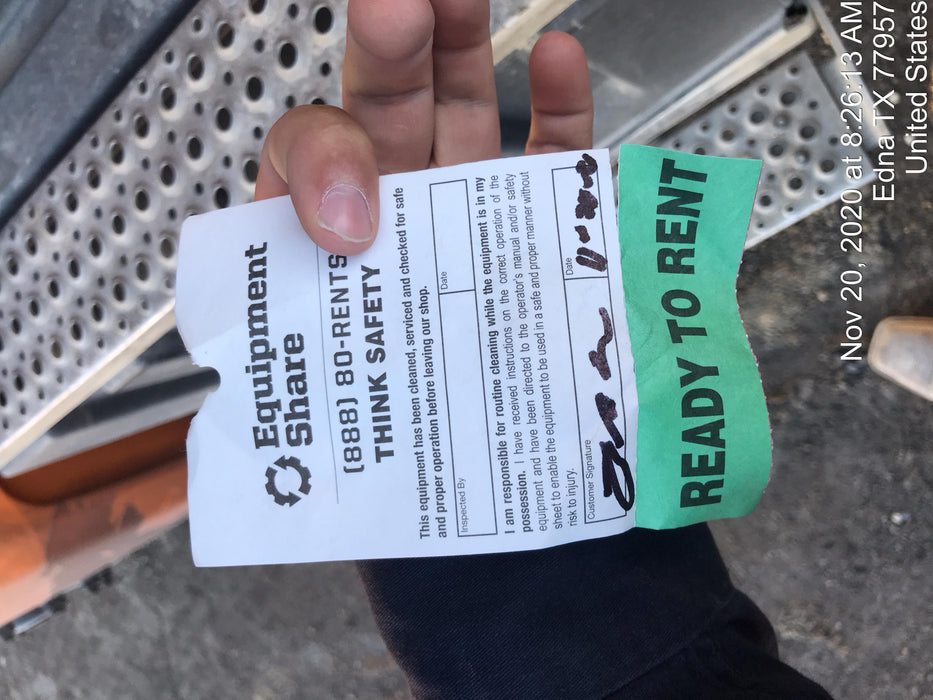 Equipment
Share
(888) 80-RENTS
THINK SAFETY
This equipment has been cleaned, serviced and checked for safe
and proper operation before leaving our shop.
Inspected By
Date
I am responsible for routine cleaning while the equipment is in my
possession. I have received instructions on the correct operation of the
equipment and have been directed to the operator's manual and/or safety
sheet to enable the equipment to be used in a safe and proper manner without
risk to injury.
Customer Signature
Date
READY TO RENT
Nov 20, 2020 at 8:26:13 AM
Edna TX 77957
United States